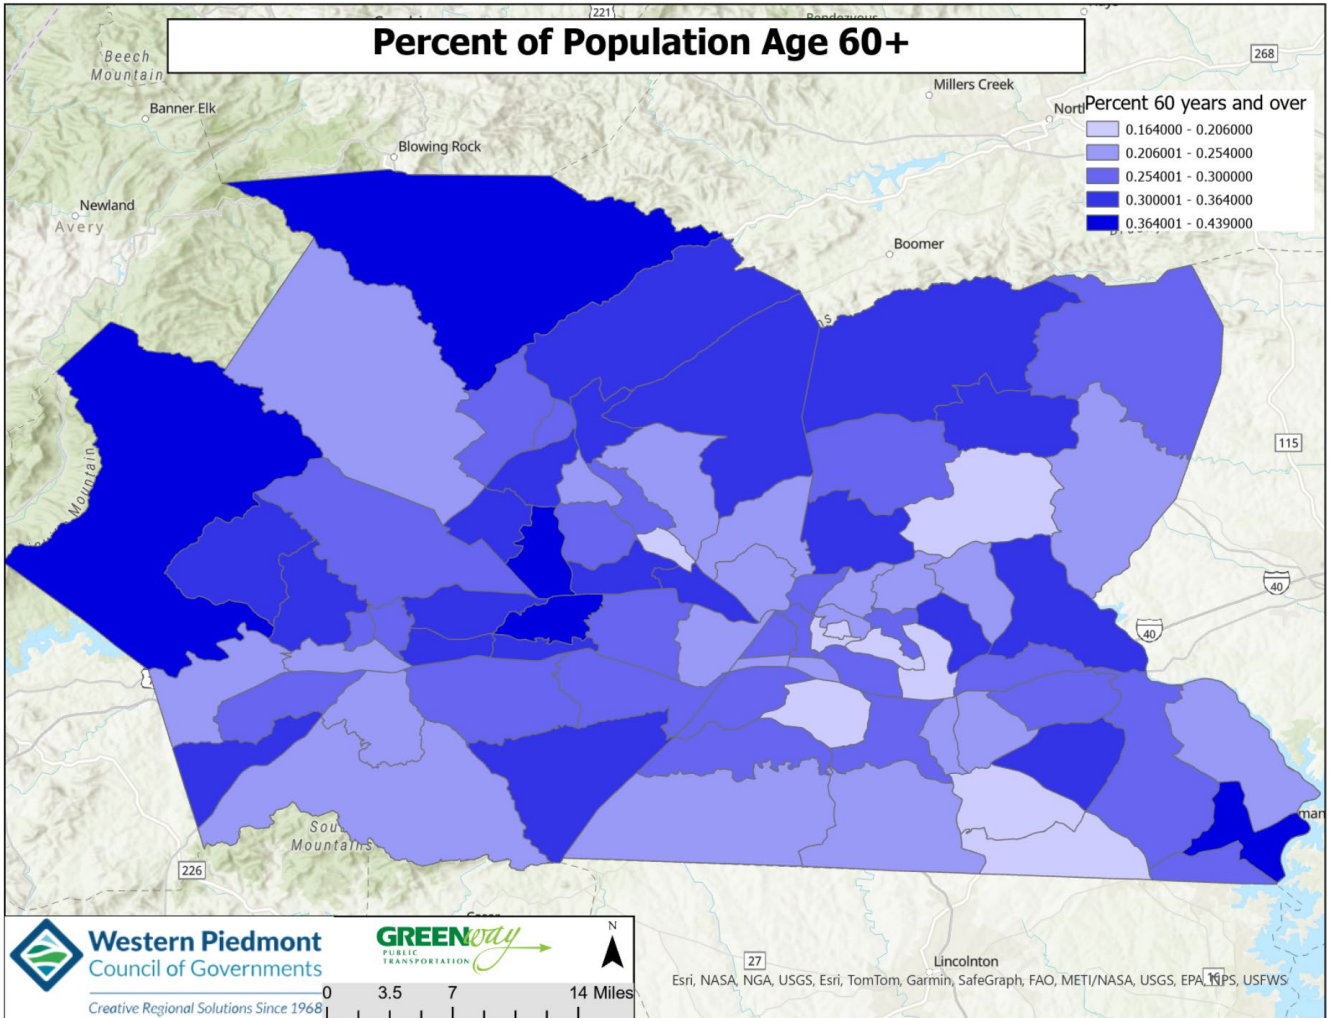 221
Percent of Population Age 60+
268
Beech
Mountain
Millers Creek
Banner Elk
Percent 60 years and over
0.164000 - 0.206000
0.206001 - 0.254000
0.254001 - 0.300000
0.300001 - 0.364000
0.364001 - 0.439000
Blowing Rock
Newland
Avery
Boomer
115
Mountain
40
40
South
Mountains
226
man
Western Piedmont
Council of Governments
Creative Regional Solutions Since 1968
GREENway
PUBLIC
TRANSPORTATION
N
0 3.5 7 14 Miles
27
Lincolnton
16
Esri, NASA, NGA, USGS, Esri, TomTom, Garmin, SafeGraph, FAO, METI/NASA, USGS, EPA, NPS, USFWS